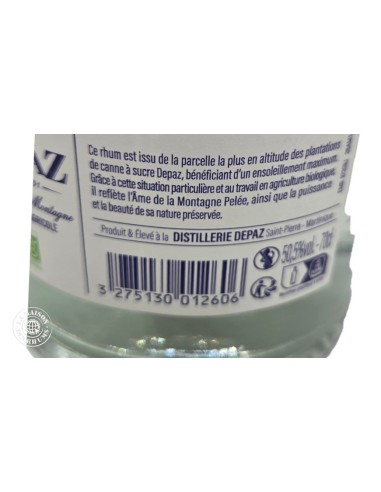 Ce rhum est issu de la parcelle la plus en altitude des plantations
de canne à sucre Depaz, bénéficiant d'un ensoleillement maximum.
Grâce à cette situation particulière et au travail en agriculture biologique,
il reflète l'Âme de la Montagne Pelée, ainsi que la puissance
et la beauté de sa nature préservée.
PAZ
Montagne
Produit & Élevé à la DISTILLERIE DEPAZ Saint-Pierre - Martinique
50,5%vol. - 70cl
3 275130 012606